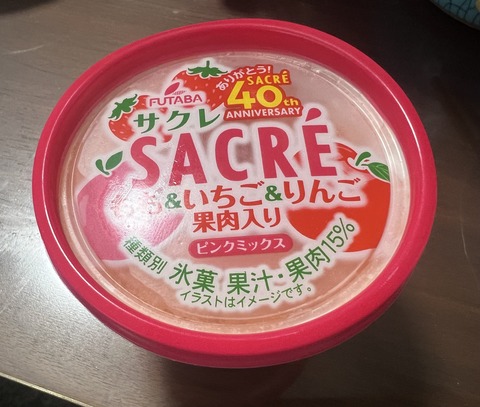 FUTABA
ありがとう!
SACRÉ
40th
ANNIVERSARY
サクレ
SACRÉ
&いちご&りんご
果肉入り
ピンクミックス
種類別 氷菓 果汁・果肉15%
イラストはイメージです。